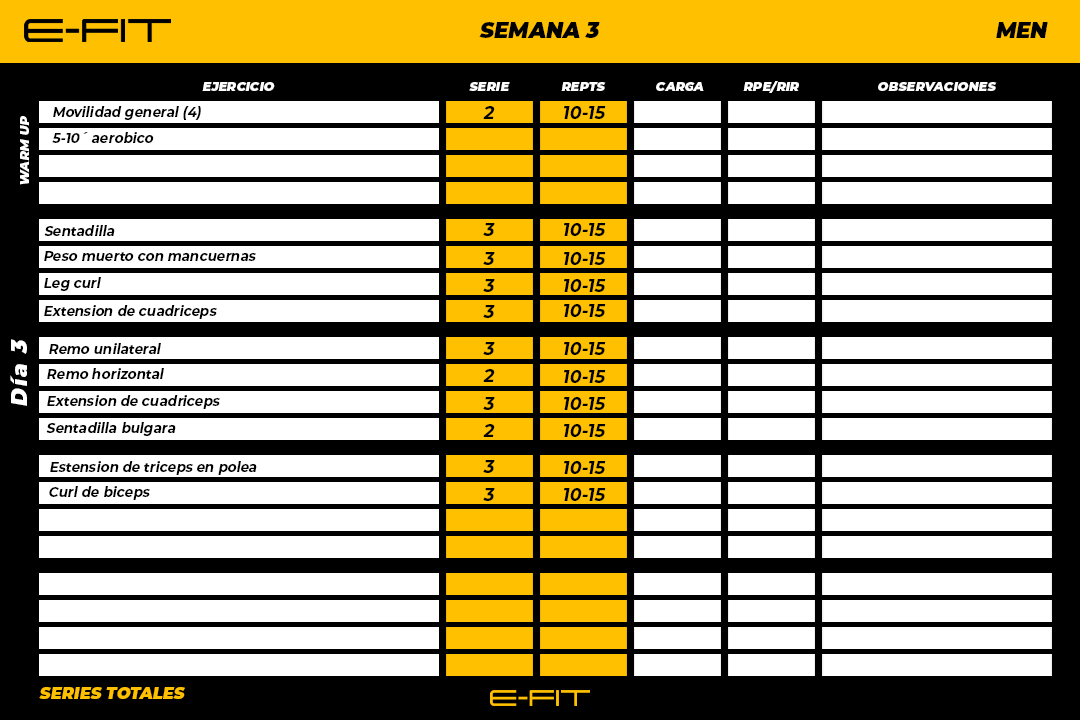 E-FIT SEMANA 3 MEN
EJERCICIO SERIE REPTS CARGA RPE/RIR OBSERVACIONES
WARM UP
Movilidad general (4) 2 10-15
5-10´ aerobico
Día 3
Sentadilla 3 10-15
Peso muerto con mancuernas 3 10-15
Leg curl 3 10-15
Extension de cuadriceps 3 10-15
Remo unilateral 3 10-15
Remo horizontal 2 10-15
Extension de cuadriceps 3 10-15
Sentadilla bulgara 2 10-15
Estension de triceps en polea 3 10-15
Curl de biceps 3 10-15
SERIES TOTALES E-FIT